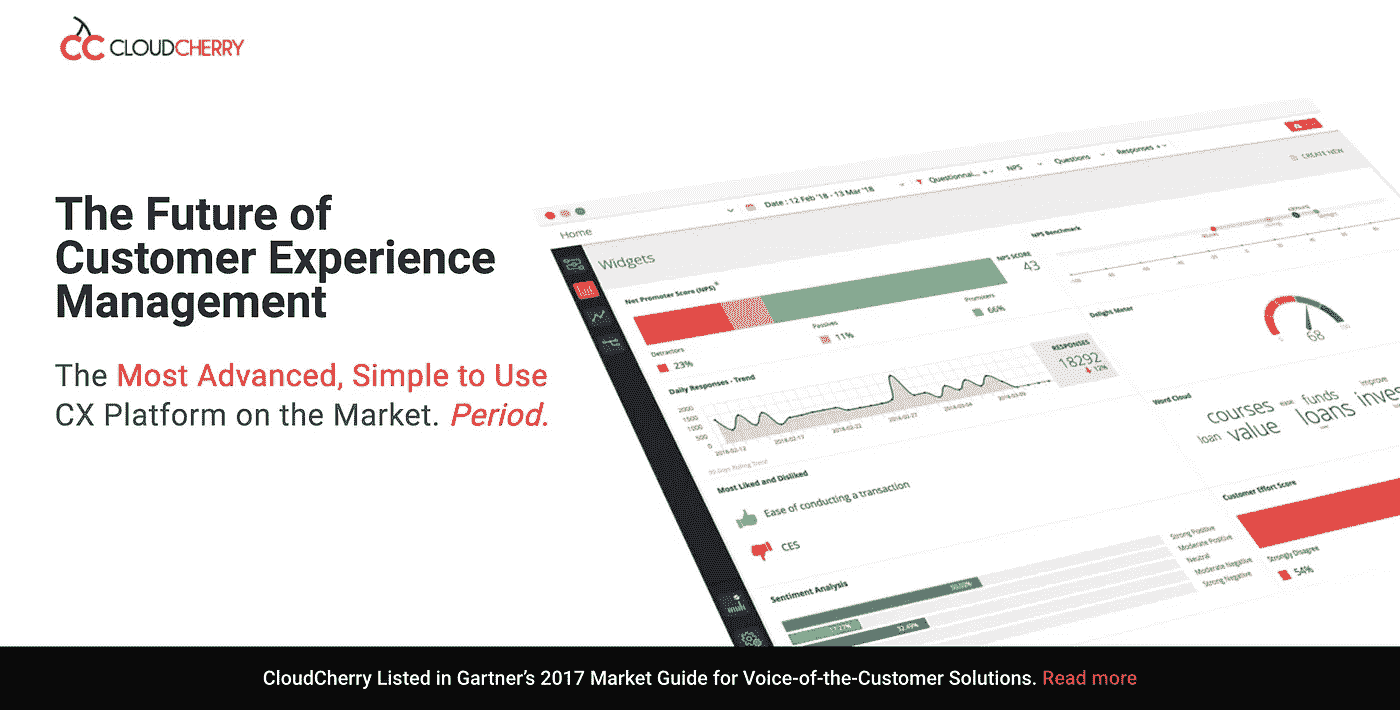 CLOUDCHERRY
The Future of
Customer Experience
Management
The Most Advanced, Simple to Use
CX Platform on the Market. Period.
Date : 12 Feb '18 - 13 Mar '18
Questionnai...
NPS
Questions
Responses
CREATE NEW
Home
Widgets
Net Promoter Score (NPS)
NPS SCORE
43
Detractors
23%
Passives
11%
Promoters
66%
NPS Benchmark
Daily Responses - Trend
2000
1500
1000
500
0
2018-02-12
2018-02-17
2018-02-22
2018-02-27
2018-03-04
2018-03-09
RESPONSES
18292
12%
Delight Meter
68
Word Cloud
courses
funds
improve
loan
value
loans
Most Liked and Disliked
Ease of conducting a transaction
CES
Customer Effort Score
Strongly Disagree
54%
Sentiment Analysis
Strong Positive
Moderate Positive
Neutral
Moderate Negative
Strong Negative
CloudCherry Listed in Gartner’s 2017 Market Guide for Voice-of-the-Customer Solutions. Read more